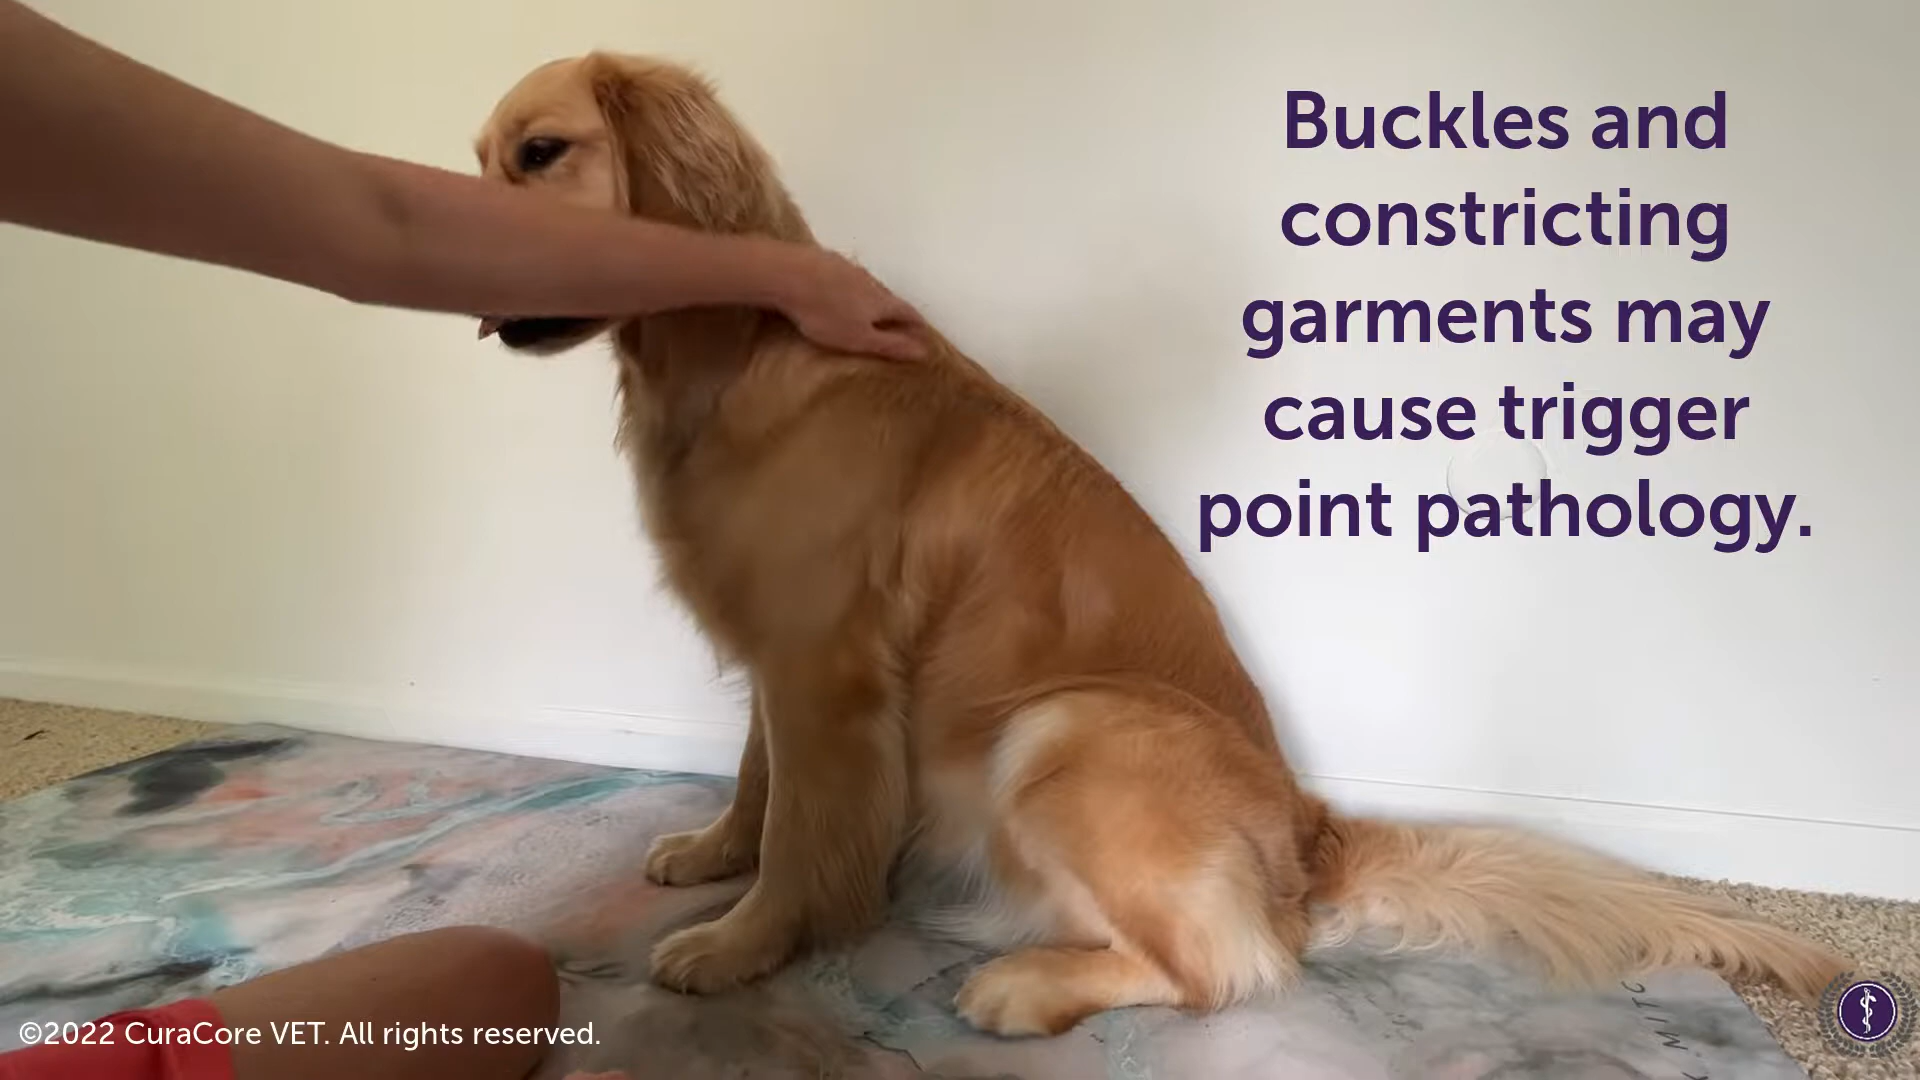 Buckles and
constricting
garments may
cause trigger
point pathology.
©2022 CuraCore VET. All rights reserved.